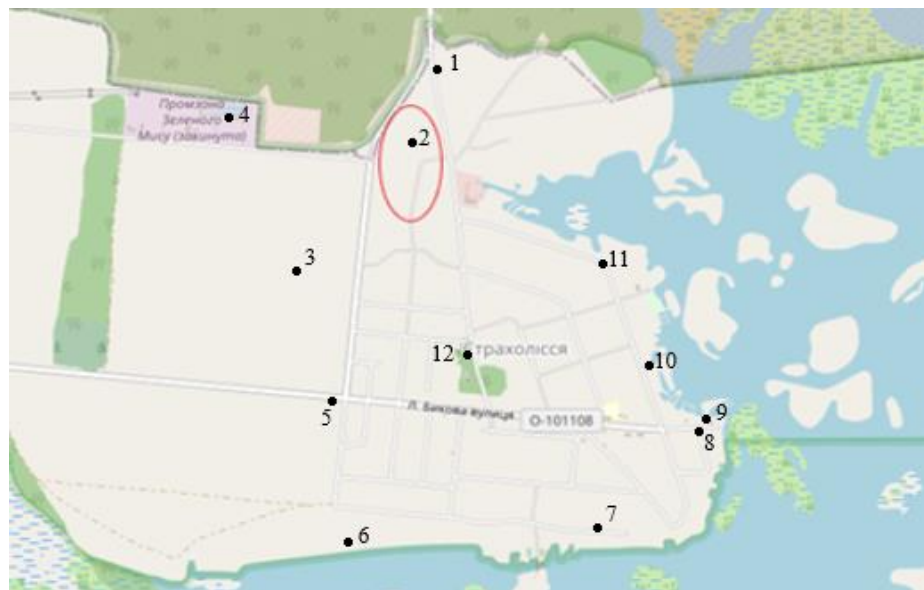 1
2
Промзона
Зеленого
Мису (закинута)
4
3
11
12
Страхолісся
10
5
Л. Бикова вулиця
О-101108
9
8
7
6